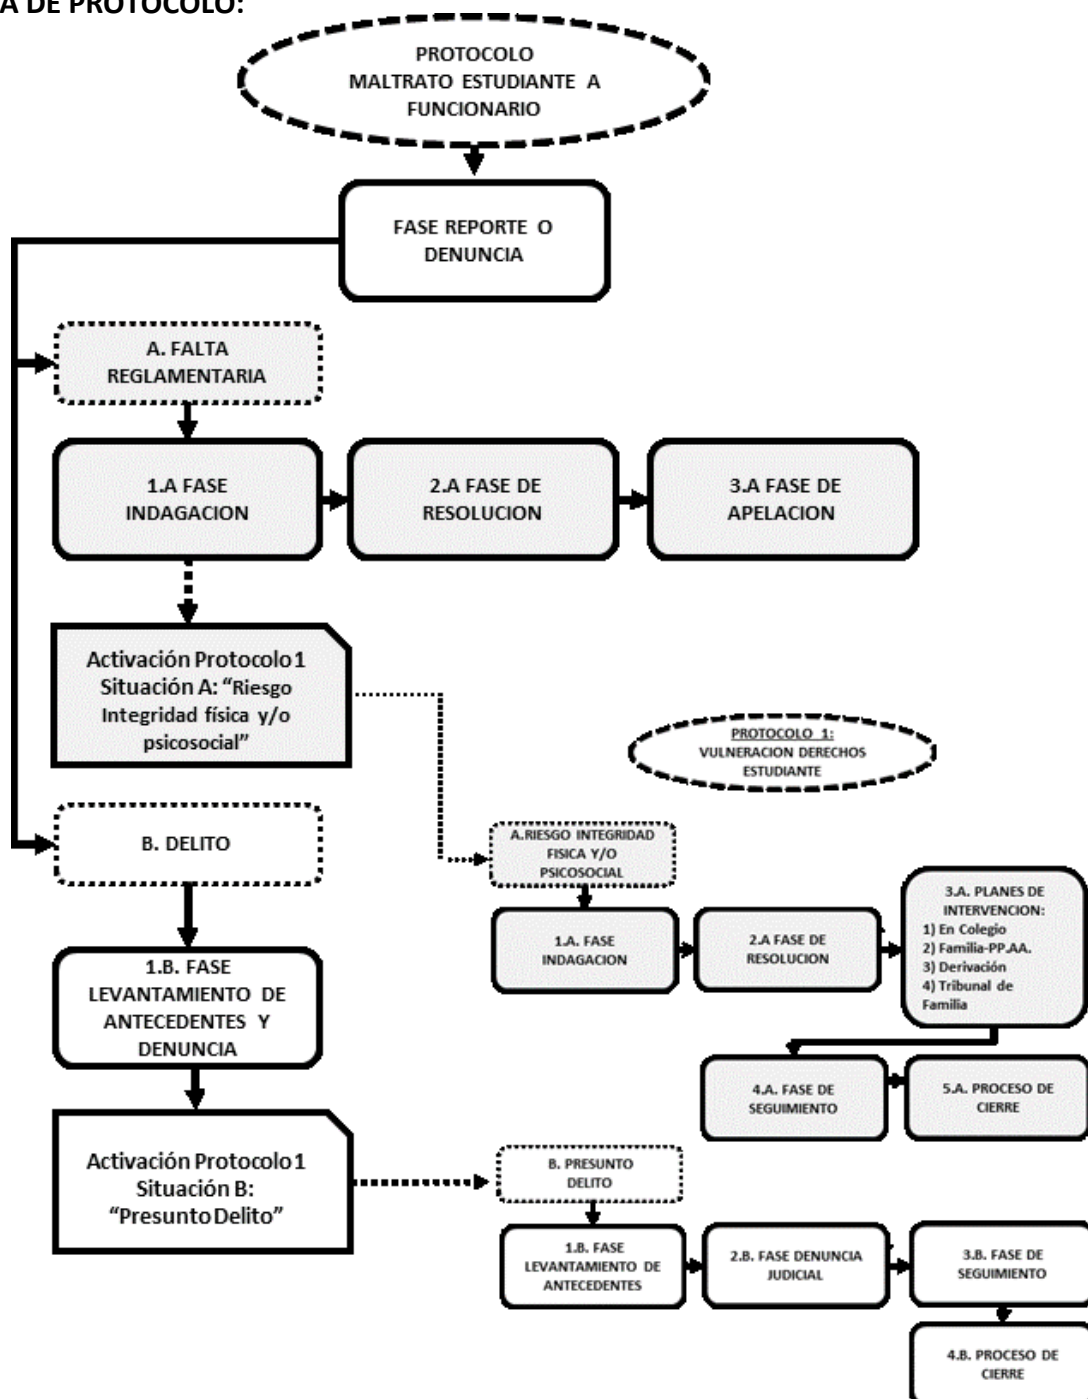 A DE PROTOCOLO:
PROTOCOLO
MALTRATO ESTUDIANTE A
FUNCIONARIO
FASE REPORTE O
DENUNCIA
A. FALTA
REGLAMENTARIA
1.A FASE
INDAGACION
2.A FASE DE
RESOLUCION
3.A FASE DE
APELACION
Activación Protocolo 1
Situación A: “Riesgo
Integridad física y/o
psicosocial”
PROTOCOLO 1:
VULNERACION DERECHOS
ESTUDIANTE
A.RIESGO INTEGRIDAD
FISICA Y/O
PSICOSOCIAL
1.A. FASE
INDAGACION
2.A FASE DE
RESOLUCION
3.A. PLANES DE
INTERVENCION:
1) En Colegio
2) Familia-PP.AA.
3) Derivación
4) Tribunal de
Familia
4.A. FASE DE
SEGUIMIENTO
5.A. PROCESO DE
CIERRE
B. DELITO
1.B. FASE
LEVANTAMIENTO DE
ANTECEDENTES Y
DENUNCIA
Activación Protocolo 1
Situación B:
“Presunto Delito”
B. PRESUNTO
DELITO
1.B. FASE
LEVANTAMIENTO DE
ANTECEDENTES
2.B. FASE DENUNCIA
JUDICIAL
3.B. FASE DE
SEGUIMIENTO
4.B. PROCESO DE
CIERRE